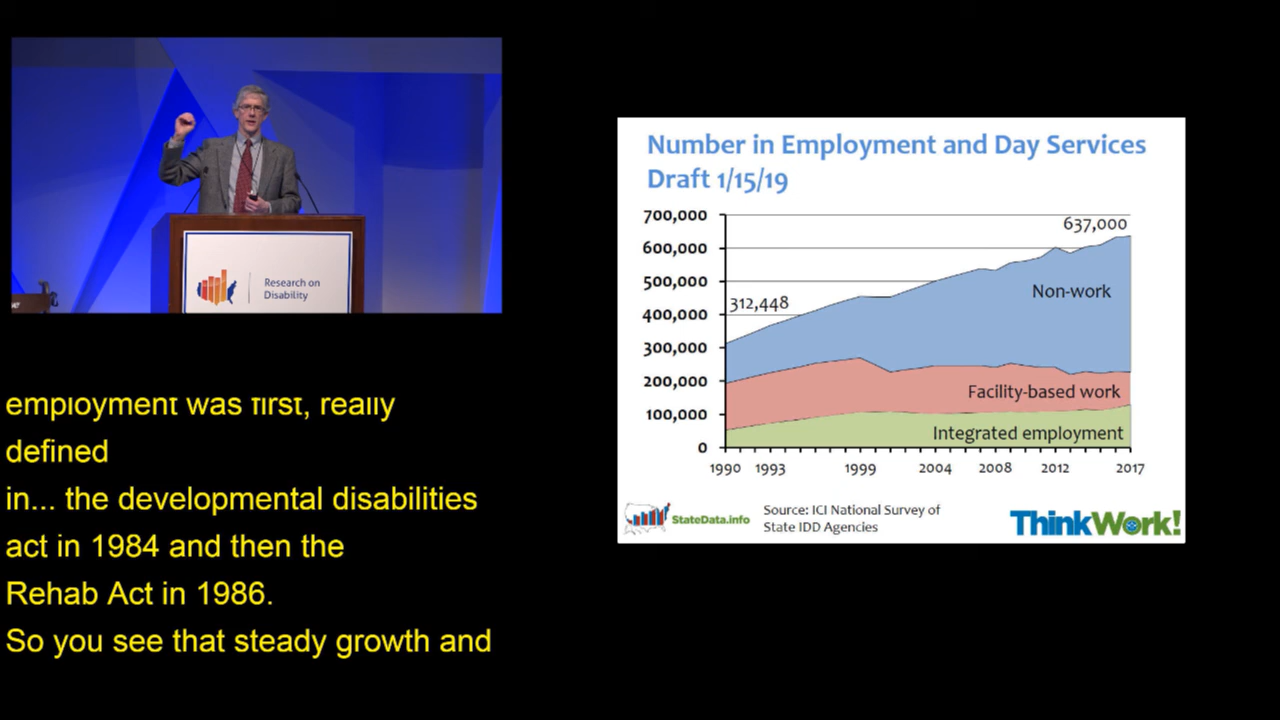 Research on
Disability
employment was first, really
defined
in... the developmental disabilities
act in 1984 and then the
Rehab Act in 1986.
So you see that steady growth and
Number in Employment and Day Services
Draft 1/15/19
700,000
600,000
500,000
400,000
300,000
200,000
100,000
0
637,000
312,448
Non-work
Facility-based work
Integrated employment
1990 1993 1999 2004 2008 2012 2017
StateData.info
Source: ICI National Survey of
State IDD Agencies
ThinkWork!